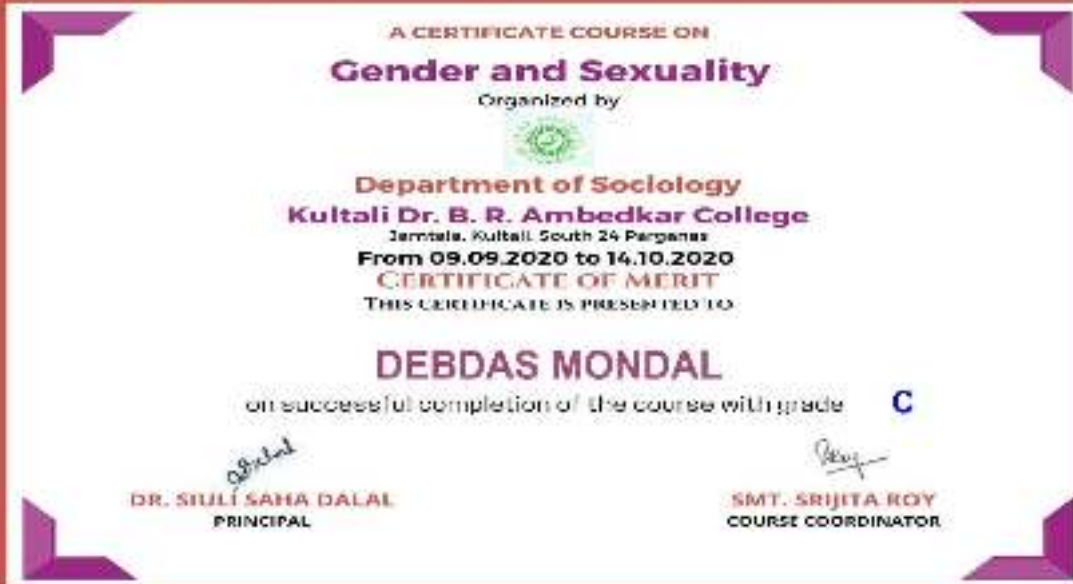 A CERTIFICATE COURSE ON
Gender and Sexuality
Organized by
Department of Sociology
Kultali Dr. B. R. Ambedkar College
Jamtala, Kultali, South 24 Parganas
From 09.09.2020 to 14.10.2020
CERTIFICATE OF MERIT
THIS CERTIFICATE IS PRESENTED TO
DEBDAS MONDAL
on successful completion of the course with grade C
DR. SIULI SAHA DALAL SMT. SRIJITA ROY
PRINCIPAL COURSE COORDINATOR